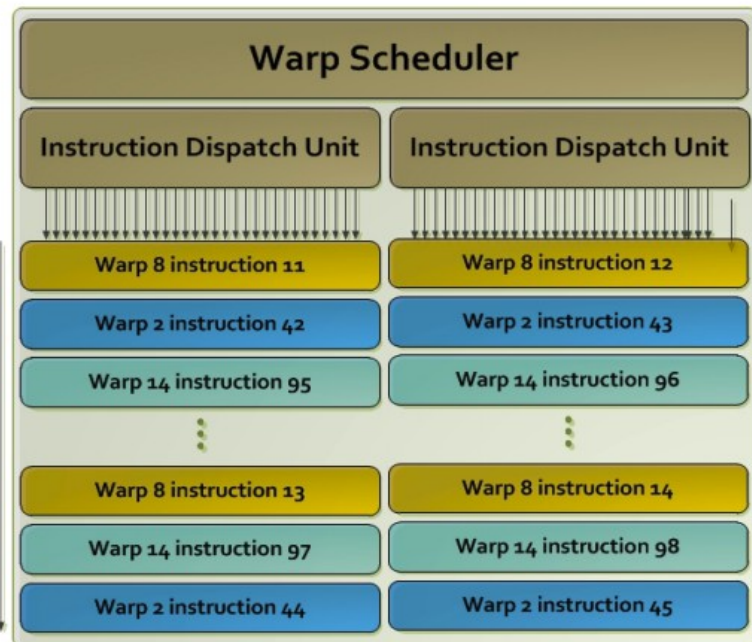 Warp Scheduler
Instruction Dispatch Unit
Instruction Dispatch Unit
Warp 8 instruction 11
Warp 8 instruction 12
Warp 2 instruction 42
Warp 2 instruction 43
Warp 14 instruction 95
Warp 14 instruction 96
Warp 8 instruction 13
Warp 8 instruction 14
Warp 14 instruction 97
Warp 14 instruction 98
Warp 2 instruction 44
Warp 2 instruction 45